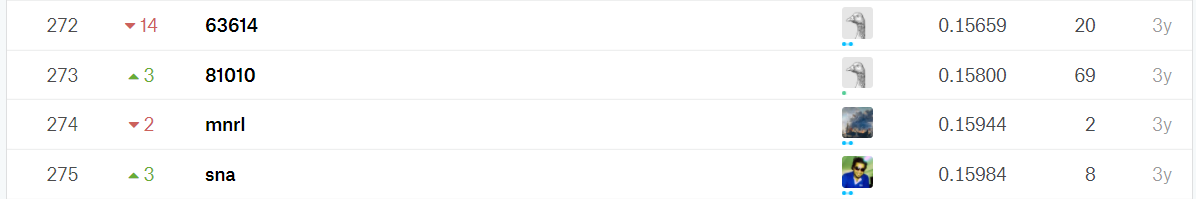 272 14 63614 0.15659 20 3y
273 3 81010 0.15800 69 3y
274 2 mnrl 0.15944 2 3y
275 3 sna 0.15984 8 3y